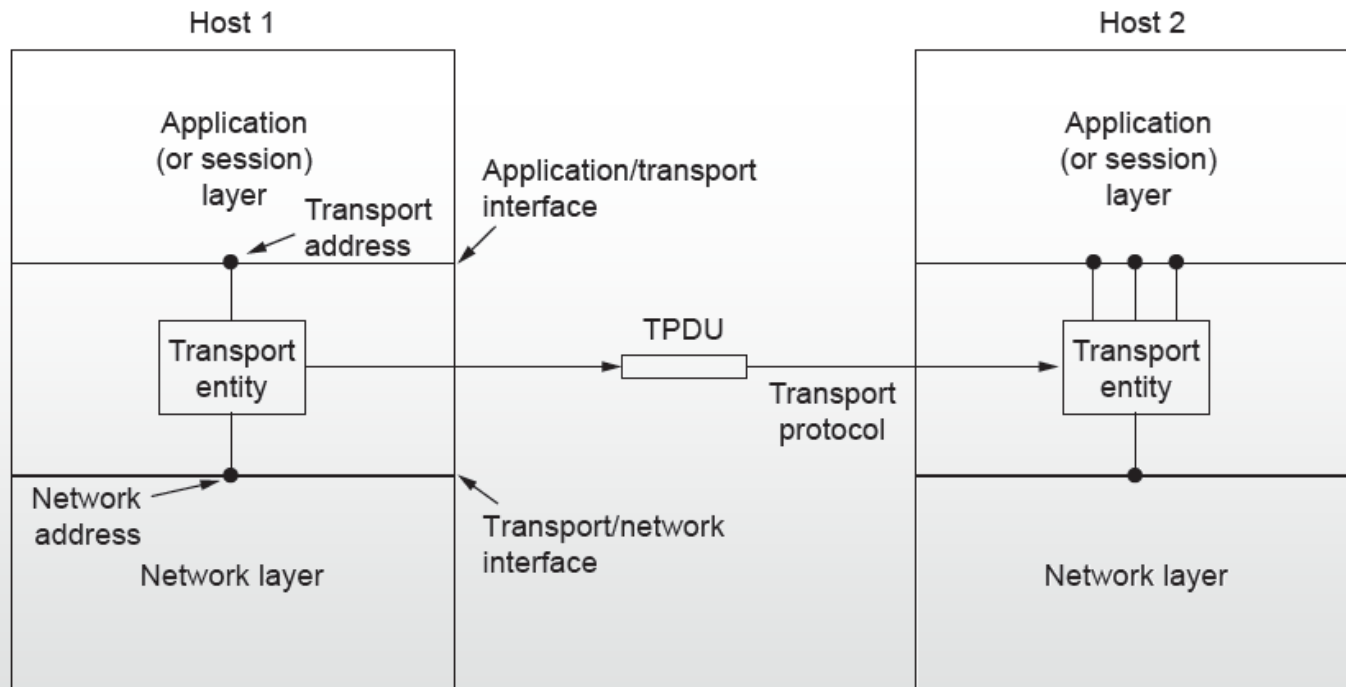 Host 1
Host 2
Application
(or session)
layer
Transport
address
Application/transport
interface
Application
(or session)
layer
Transport
entity
TPDU
Transport
protocol
Transport
entity
Network
address
Transport/network
interface
Network layer
Network layer